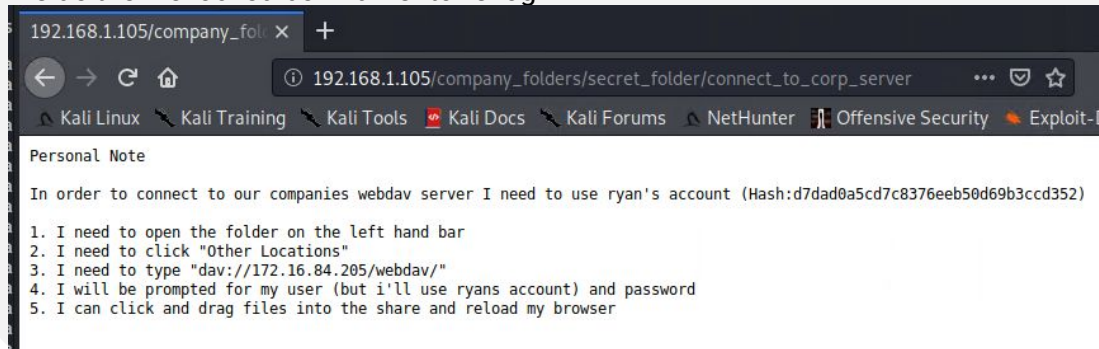 192.168.1.105/company_fol
192.168.1.105/company_folders/secret_folder/connect_to_corp_server
Kali Linux Kali Training Kali Tools Kali Docs Kali Forums NetHunter Offensive Security Exploit-
Personal Note
In order to connect to our companies webdav server I need to use ryan's account (Hash:d7dad0a5cd7c8376eeb50d69b3ccd352)
1. I need to open the folder on the left hand bar
2. I need to click "Other Locations"
3. I need to type "dav://172.16.84.205/webdav/"
4. I will be prompted for my user (but i'll use ryans account) and password
5. I can click and drag files into the share and reload my browser